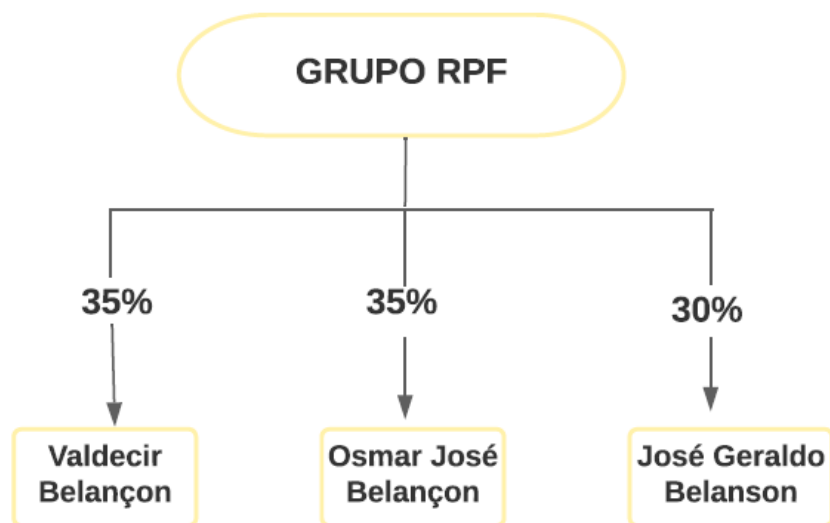 GRUPO RPF
35%
35%
30%
Valdecir
Belançon
Osmar José
Belançon
José Geraldo
Belanson